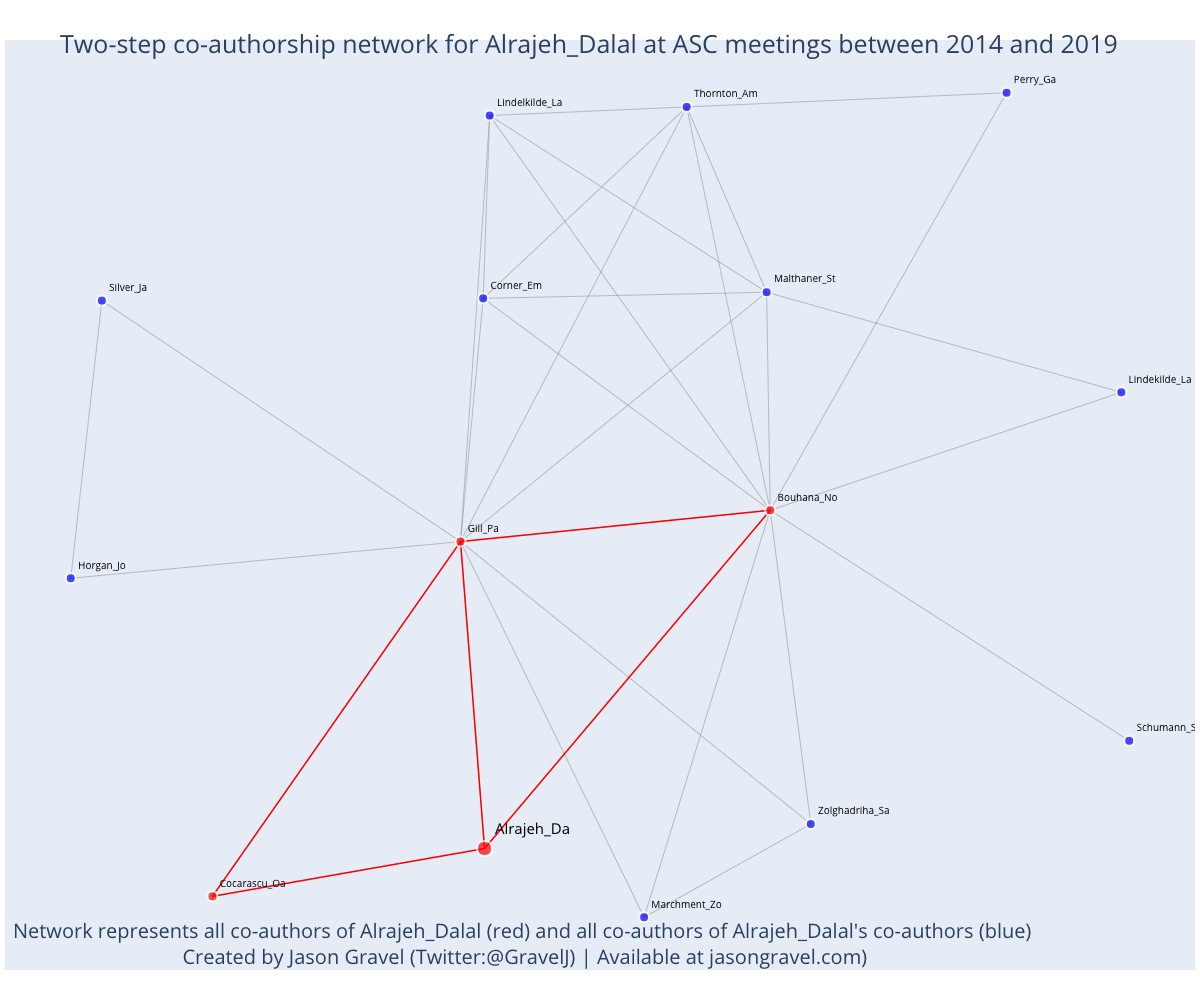 Two-step co-authorship network for Alrajeh_Dalal at ASC meetings between 2014 and 2019
Perry_Ga
Thornton_Am
Lindelkilde_La
Malthaner_St
Corner_Em
Silver_Ja
Lindekilde_La
Bouhana_No
Gill_Pa
Horgan_Jo
Schumann_S
Zolghadriha_Sa
Alrajeh_Da
Cocarascu_Oa
Marchment_Zo
Network represents all co-authors of Alrajeh_Dalal (red) and all co-authors of Alrajeh_Dalal's co-authors (blue)
Created by Jason Gravel (Twitter:@GravelJ) | Available at jasongravel.com)